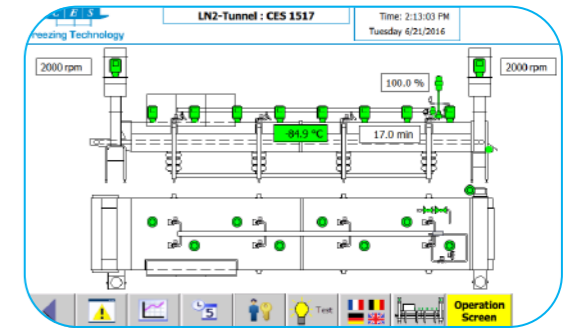 C E S
reezing Technology
LN2-Tunnel : CES 1517
Time: 2:13:03 PM
Tuesday 6/21/2016
2000 rpm
100.0 %
2000 rpm
-84.9 °C
17.0 min
5
Test
Operation
Screen